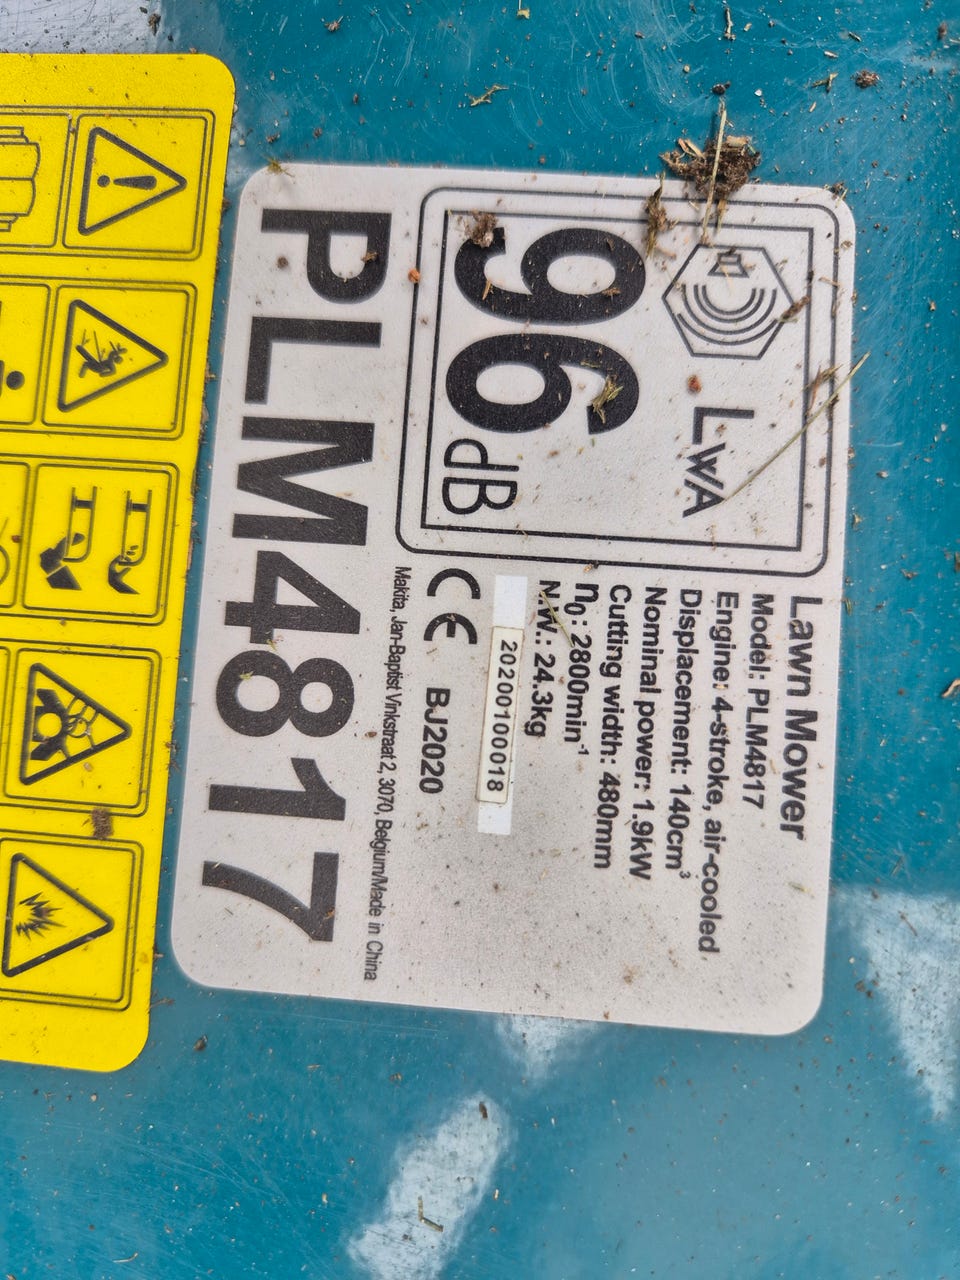 Lawn Mower
Model: PLM4817
Engine: 4-stroke, air-cooled
Displacement: 140cm³
Nominal power: 1.9kW
Cutting width: 480mm
n₀: 2800min⁻¹
N.W.: 24.3kg
20200100018
CE BJ2020
Makita, Jan-Baptist Vinkstraat 2, 3070, Belgium/Made in China
LWA
96 dB
PLM4817